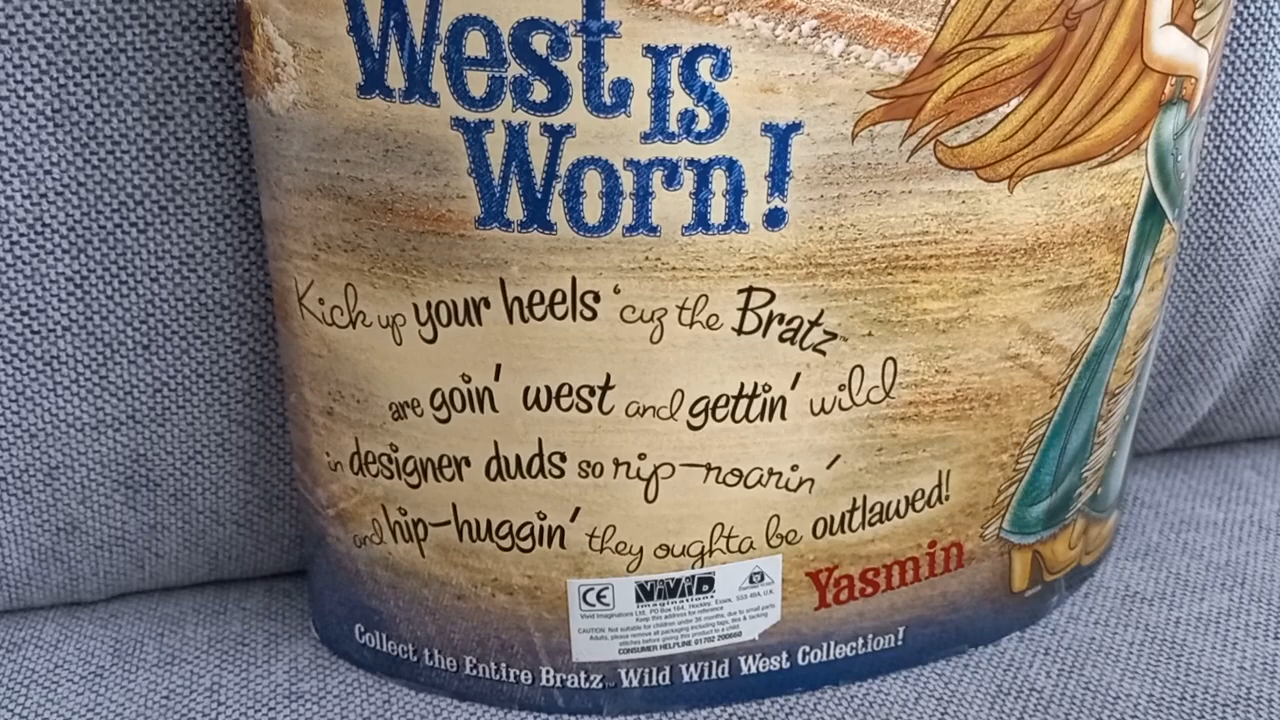 West is
Worn!
Kick up your heels 'cuz the Bratz™
are goin' west and gettin' wild
in designer duds so rip-roarin'
and hip-huggin' they oughta be outlawed!
Yasmin
CE
ViViD
imaginations
Vivid Imaginations Ltd. PO Box 164, Hockley, Essex, SS5 4BA, U.K.
Keep this address for reference
CAUTION: Not suitable for children under 36 months, due to small parts.
Adults, please remove all packaging including tags, ties & tacking
stitches before giving this product to a child.
CONSUMER HELPLINE 01702 200660
Collect the Entire Bratz™ Wild Wild West Collection!